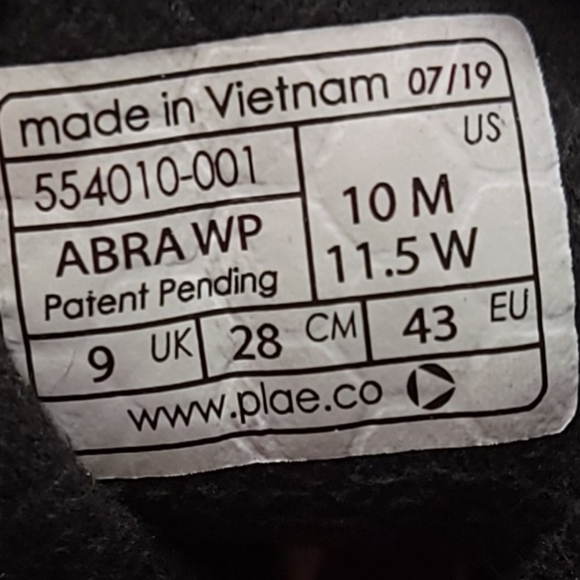 made in Vietnam 07/19
554010-001
US
10 M
11.5 W
ABRA WP
Patent Pending
9 UK 28 CM 43 EU
www.plae.co